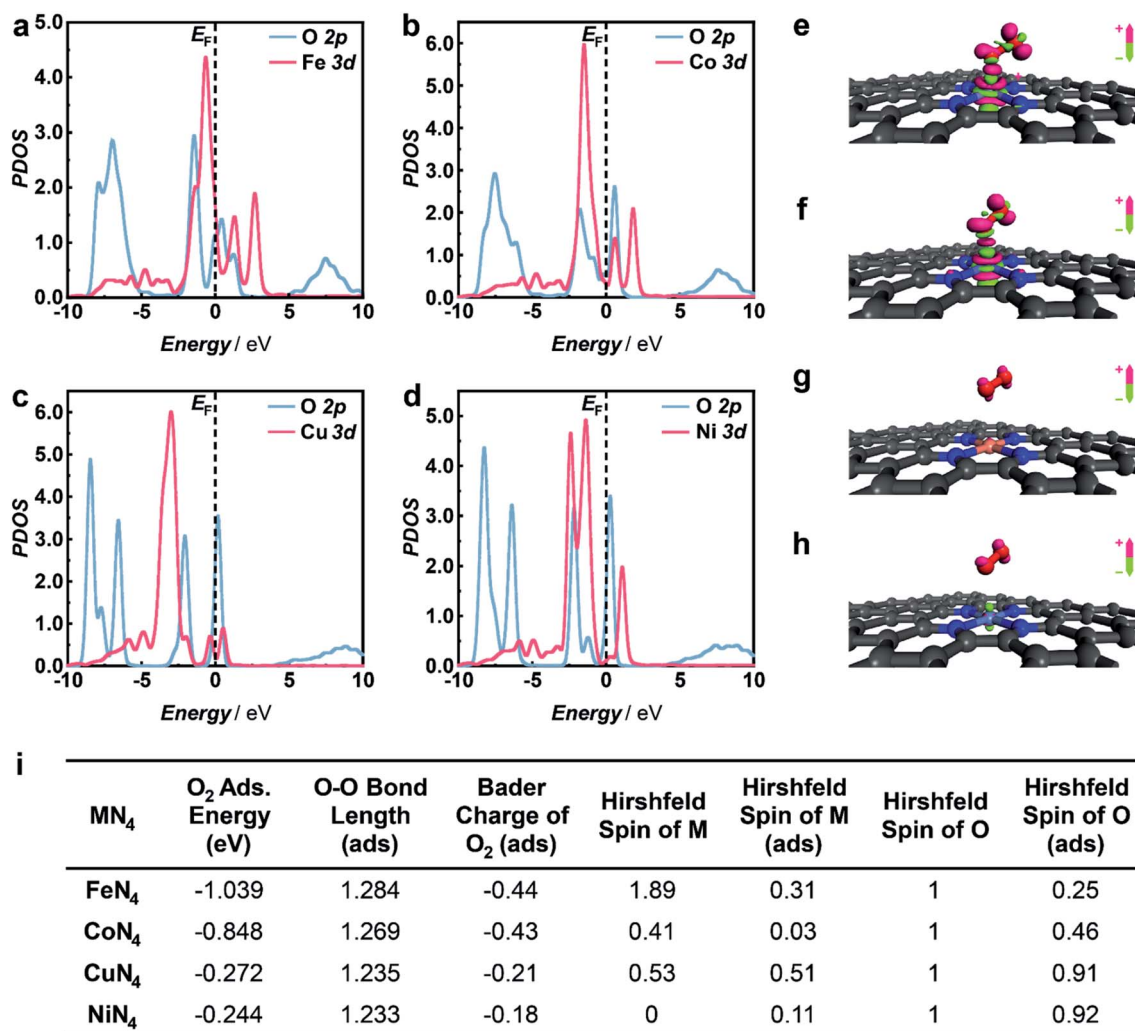 a
5.0
4.0
3.0
2.0
1.0
0.0
PDOS
E_F
O 2p
Fe 3d
-10 -5 0 5 10
Energy / eV
b
6.0
5.0
4.0
3.0
2.0
1.0
0.0
PDOS
E_F
O 2p
Co 3d
-10 -5 0 5 10
Energy / eV
e
+
−
f
+
−
c
6.0
5.0
4.0
3.0
2.0
1.0
0.0
PDOS
E_F
O 2p
Cu 3d
-10 -5 0 5 10
Energy / eV
d
5.0
4.0
3.0
2.0
1.0
0.0
PDOS
E_F
O 2p
Ni 3d
-10 -5 0 5 10
Energy / eV
g
+
−
h
+
−
i
MN₄
O₂ Ads.
Energy
(eV)
O-O Bond
Length
(ads)
Bader
Charge of
O₂ (ads)
Hirshfeld
Spin of M
Hirshfeld
Spin of M
(ads)
Hirshfeld
Spin of O
Hirshfeld
Spin of O
(ads)
FeN₄ -1.039 1.284 -0.44 1.89 0.31 1 0.25
CoN₄ -0.848 1.269 -0.43 0.41 0.03 1 0.46
CuN₄ -0.272 1.235 -0.21 0.53 0.51 1 0.91
NiN₄ -0.244 1.233 -0.18 0 0.11 1 0.92